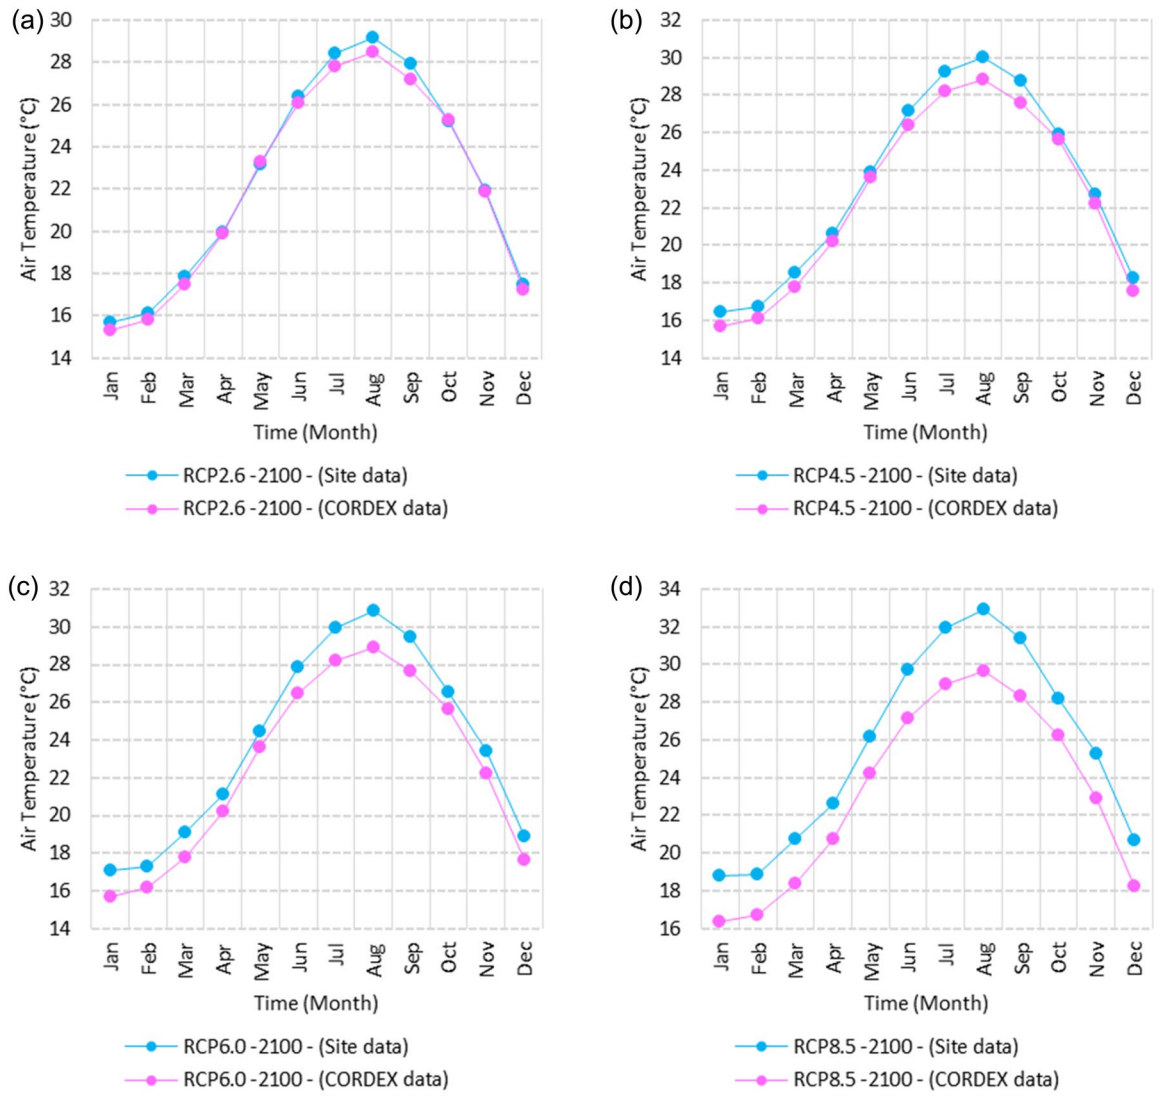 (a)
30
28
26
24
22
20
18
16
14
Air Temperature (°C)
Jan Feb Mar Apr May Jun Jul Aug Sep Oct Nov Dec
Time (Month)
RCP2.6 -2100 - (Site data)
RCP2.6 -2100 - (CORDEX data)
(b)
32
30
28
26
24
22
20
18
16
14
Air Temperature (°C)
Jan Feb Mar Apr May Jun Jul Aug Sep Oct Nov Dec
Time (Month)
RCP4.5 -2100 - (Site data)
RCP4.5 -2100 - (CORDEX data)
(c)
32
30
28
26
24
22
20
18
16
14
Air Temperature (°C)
Jan Feb Mar Apr May Jun Jul Aug Sep Oct Nov Dec
Time (Month)
RCP6.0 -2100 - (Site data)
RCP6.0 -2100 - (CORDEX data)
(d)
34
32
30
28
26
24
22
20
18
16
Air Temperature (°C)
Jan Feb Mar Apr May Jun Jul Aug Sep Oct Nov Dec
Time (Month)
RCP8.5 -2100 - (Site data)
RCP8.5 -2100 - (CORDEX data)